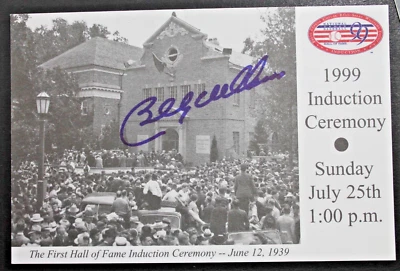 1999
Induction
Ceremony
Sunday
July 25th
1:00 p.m.
The First Hall of Fame Induction Ceremony -- June 12, 1939